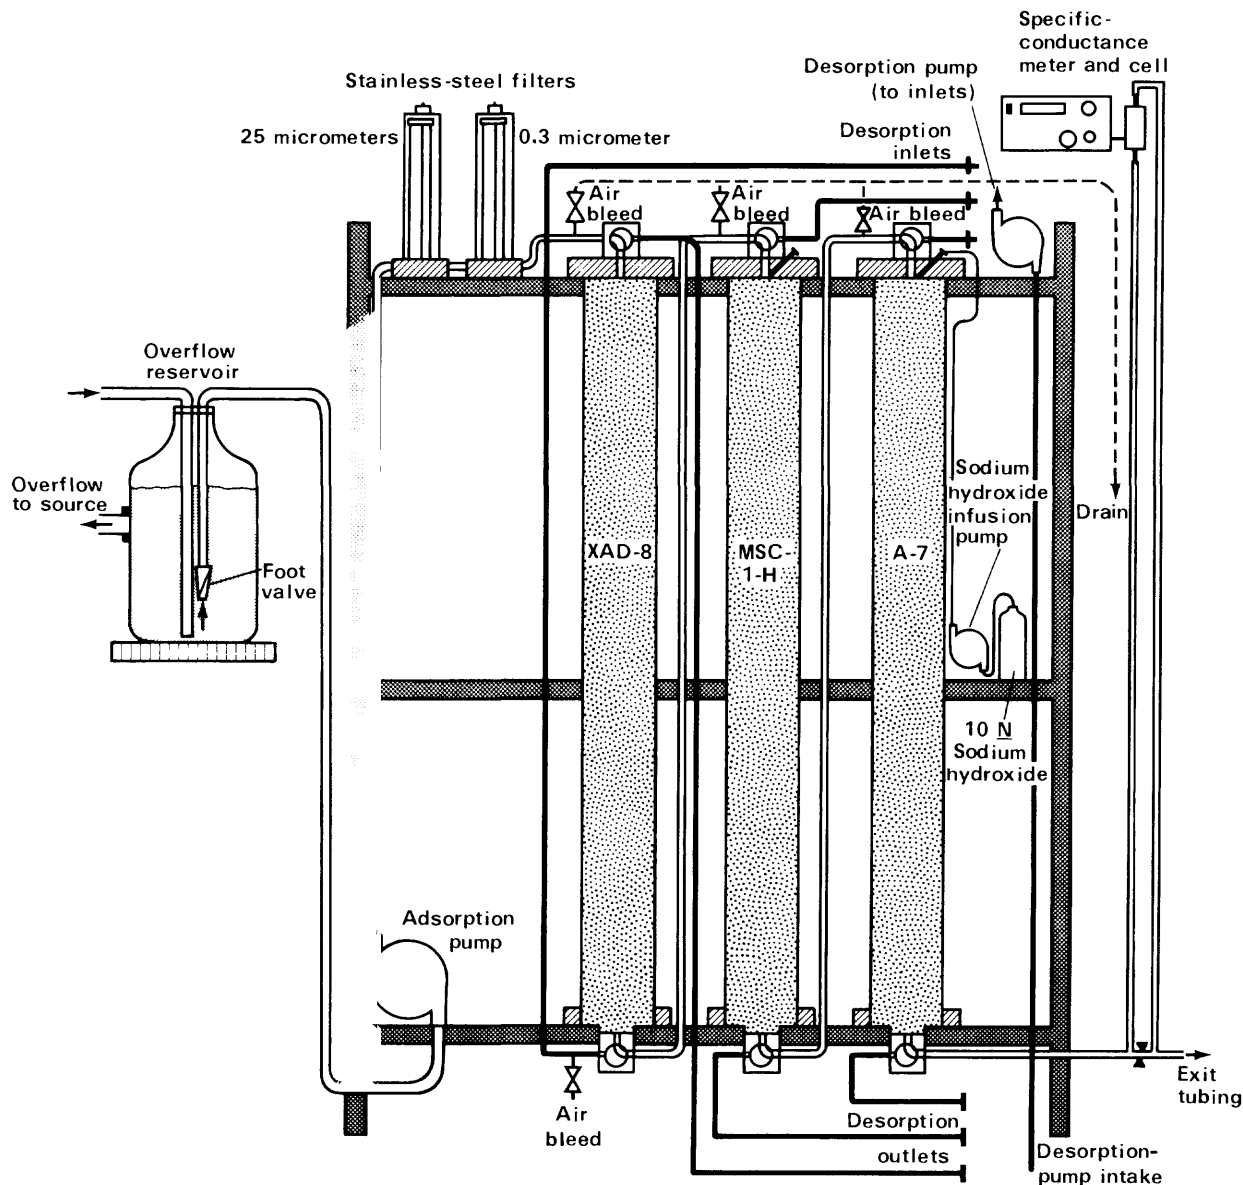 Specific-
conductance
meter and cell
Desorption pump
(to inlets)
Stainless-steel filters
25 micrometers
0.3 micrometer
Desorption
inlets
Air
bleed
Air
bleed
Air bleed
Overflow
reservoir
Overflow
to source
Foot
valve
Sodium
hydroxide
infusion
pump
Drain
XAD-8
MSC-
1-H
A-7
10 N
Sodium
hydroxide
Adsorption
pump
Air
bleed
Exit
tubing
Desorption
outlets
Desorption-
pump intake